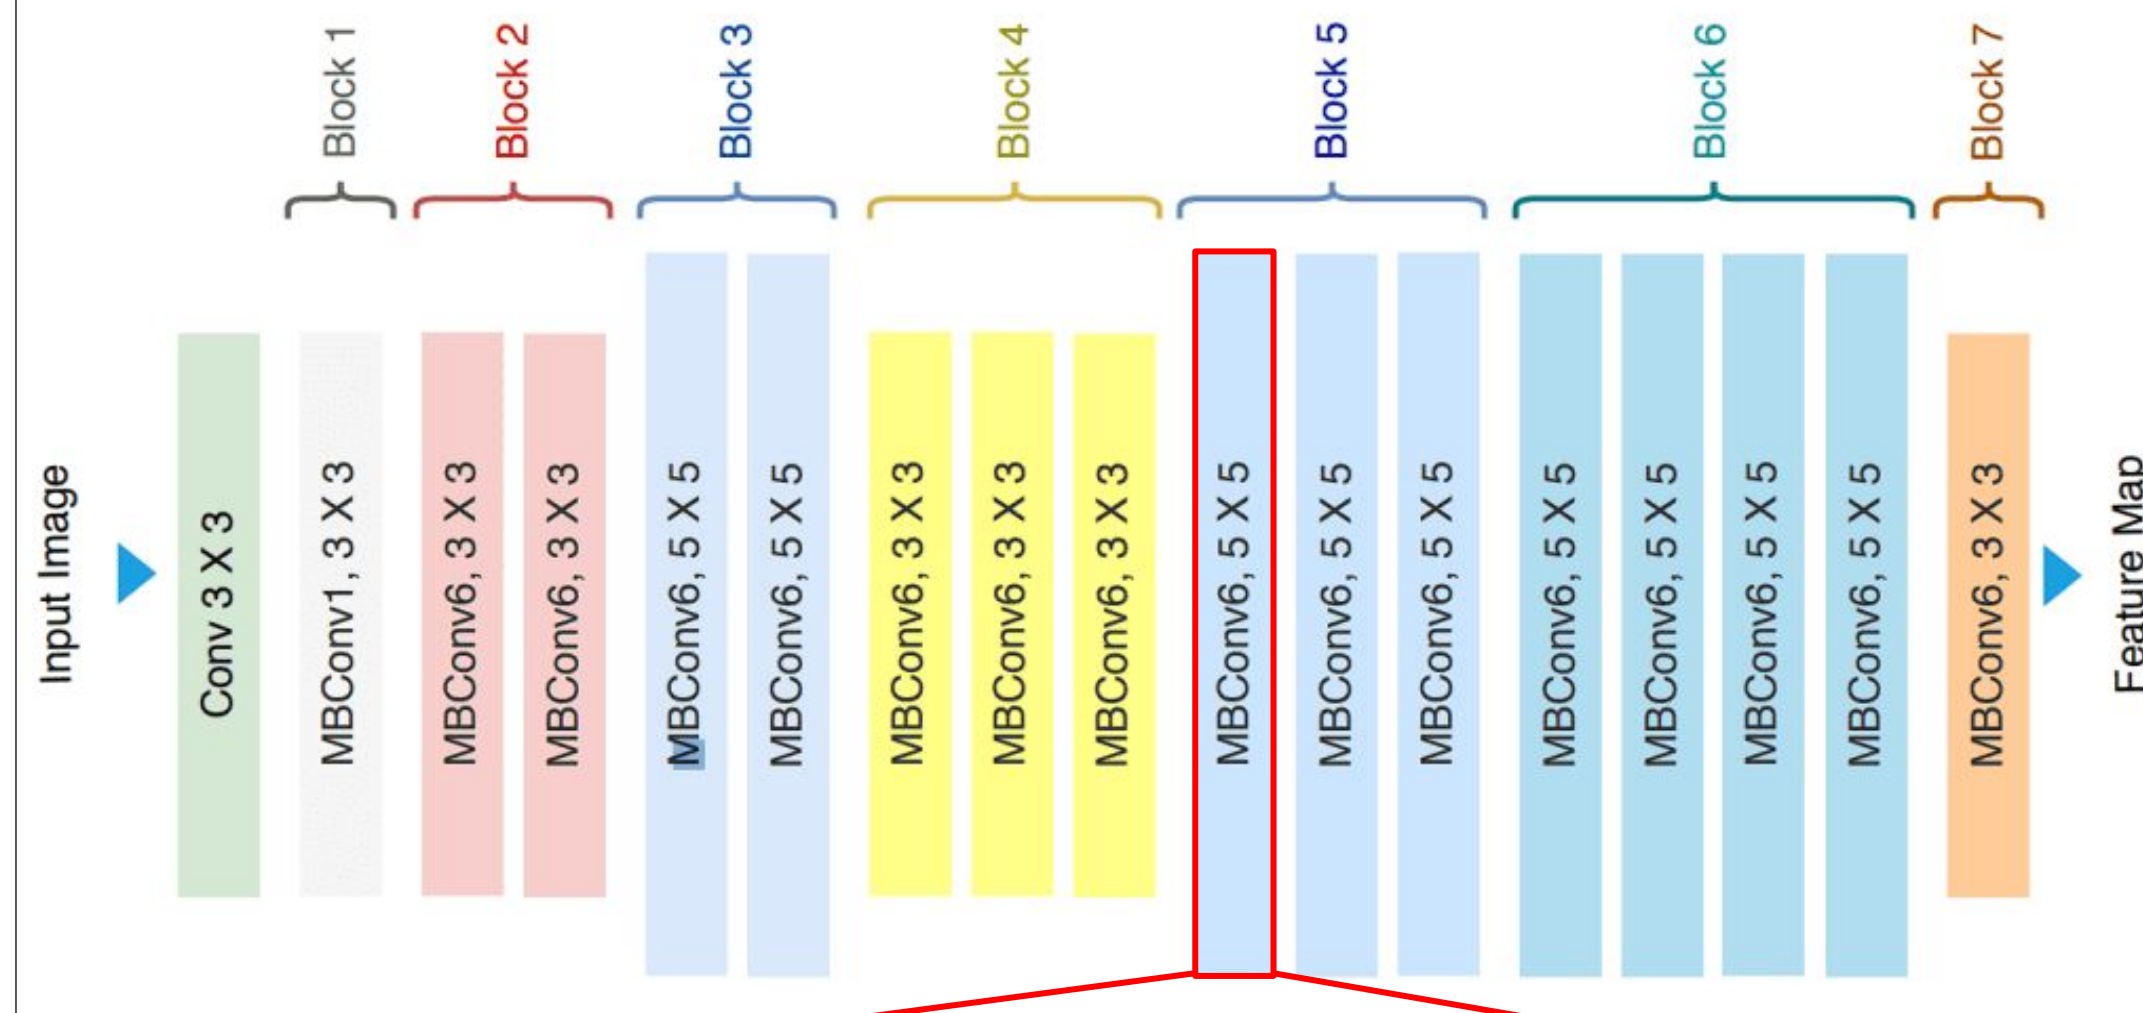 Block 1
Block 2
Block 3
Block 4
Block 5
Block 6
Block 7
Input Image
Conv 3 X 3
MBConv1, 3 X 3
MBConv6, 3 X 3
MBConv6, 3 X 3
MBConv6, 5 X 5
MBConv6, 5 X 5
MBConv6, 3 X 3
MBConv6, 3 X 3
MBConv6, 3 X 3
MBConv6, 5 X 5
MBConv6, 5 X 5
MBConv6, 5 X 5
MBConv6, 5 X 5
MBConv6, 5 X 5
MBConv6, 5 X 5
MBConv6, 5 X 5
MBConv6, 3 X 3
Feature Map